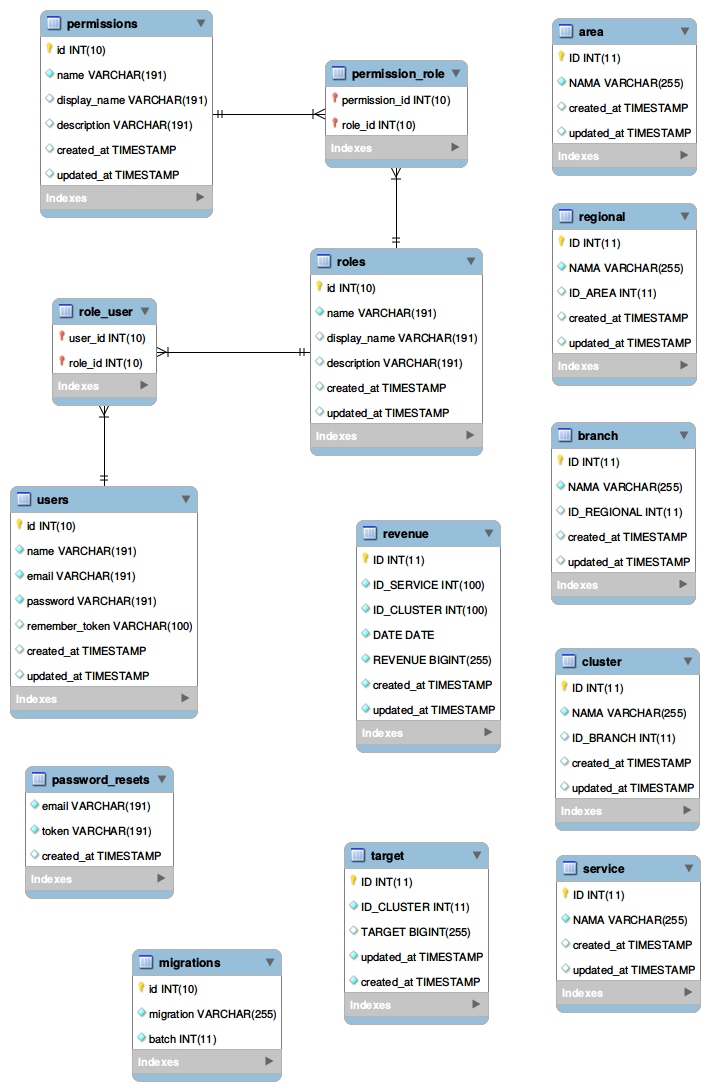 permissions
id INT(10)
name VARCHAR(191)
display_name VARCHAR(191)
description VARCHAR(191)
created_at TIMESTAMP
updated_at TIMESTAMP
Indexes
permission_role
permission_id INT(10)
role_id INT(10)
Indexes
area
ID INT(11)
NAMA VARCHAR(255)
created_at TIMESTAMP
updated_at TIMESTAMP
Indexes
regional
ID INT(11)
NAMA VARCHAR(255)
ID_AREA INT(11)
created_at TIMESTAMP
updated_at TIMESTAMP
Indexes
roles
id INT(10)
name VARCHAR(191)
display_name VARCHAR(191)
description VARCHAR(191)
created_at TIMESTAMP
updated_at TIMESTAMP
Indexes
role_user
user_id INT(10)
role_id INT(10)
Indexes
branch
ID INT(11)
NAMA VARCHAR(255)
ID_REGIONAL INT(11)
created_at TIMESTAMP
updated_at TIMESTAMP
Indexes
users
id INT(10)
name VARCHAR(191)
email VARCHAR(191)
password VARCHAR(191)
remember_token VARCHAR(100)
created_at TIMESTAMP
updated_at TIMESTAMP
Indexes
revenue
ID INT(11)
ID_SERVICE INT(100)
ID_CLUSTER INT(100)
DATE DATE
REVENUE BIGINT(255)
created_at TIMESTAMP
updated_at TIMESTAMP
Indexes
cluster
ID INT(11)
NAMA VARCHAR(255)
ID_BRANCH INT(11)
created_at TIMESTAMP
updated_at TIMESTAMP
Indexes
password_resets
email VARCHAR(191)
token VARCHAR(191)
created_at TIMESTAMP
Indexes
target
ID INT(11)
ID_CLUSTER INT(11)
TARGET BIGINT(255)
updated_at TIMESTAMP
created_at TIMESTAMP
Indexes
service
ID INT(11)
NAMA VARCHAR(255)
created_at TIMESTAMP
updated_at TIMESTAMP
Indexes
migrations
id INT(10)
migration VARCHAR(255)
batch INT(11)
Indexes